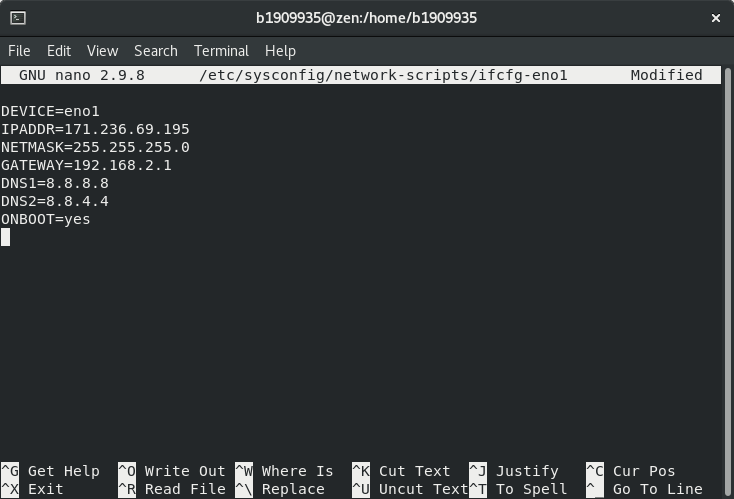 b1909935@zen:/home/b1909935
File Edit View Search Terminal Help
GNU nano 2.9.8 /etc/sysconfig/network-scripts/ifcfg-eno1 Modified
DEVICE=eno1
IPADDR=171.236.69.195
NETMASK=255.255.255.0
GATEWAY=192.168.2.1
DNS1=8.8.8.8
DNS2=8.8.4.4
ONBOOT=yes
^G Get Help ^O Write Out ^W Where Is ^K Cut Text ^J Justify ^C Cur Pos
^X Exit ^R Read File ^\ Replace ^U Uncut Text ^T To Spell ^_ Go To Line